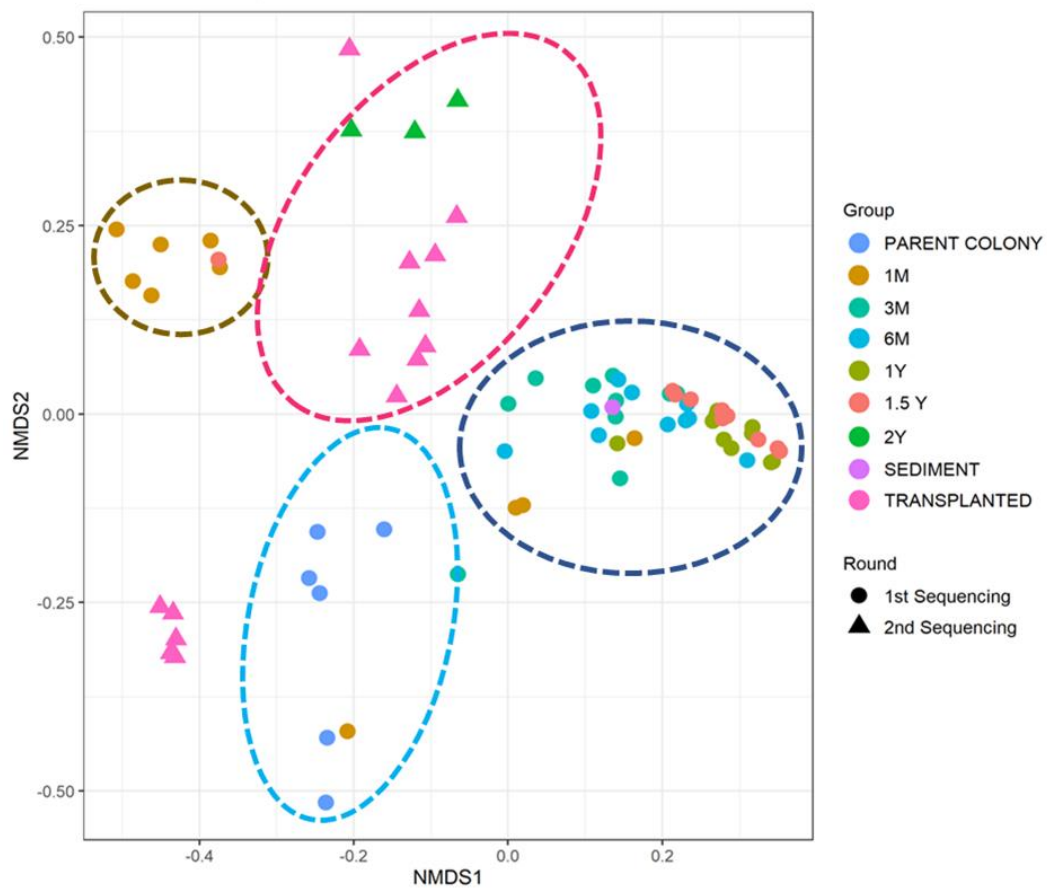 0.50
0.25
0.00
-0.25
-0.50
NMDS2
-0.4
-0.2
0.0
0.2
NMDS1
Group
PARENT COLONY
1M
3M
6M
1Y
1.5 Y
2Y
SEDIMENT
TRANSPLANTED
Round
1st Sequencing
2nd Sequencing